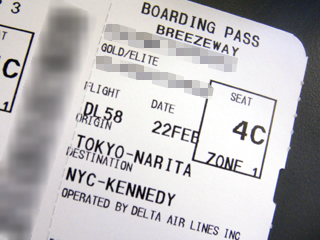 BOARDING PASS
BREEZEWAY
GOLD/ELITE
FLIGHT DATE SEAT
DL58 22FEB 4C
ORIGIN ZONE 1
TOKYO-NARITA
DESTINATION
NYC-KENNEDY
OPERATED BY DELTA AIR LINES INC